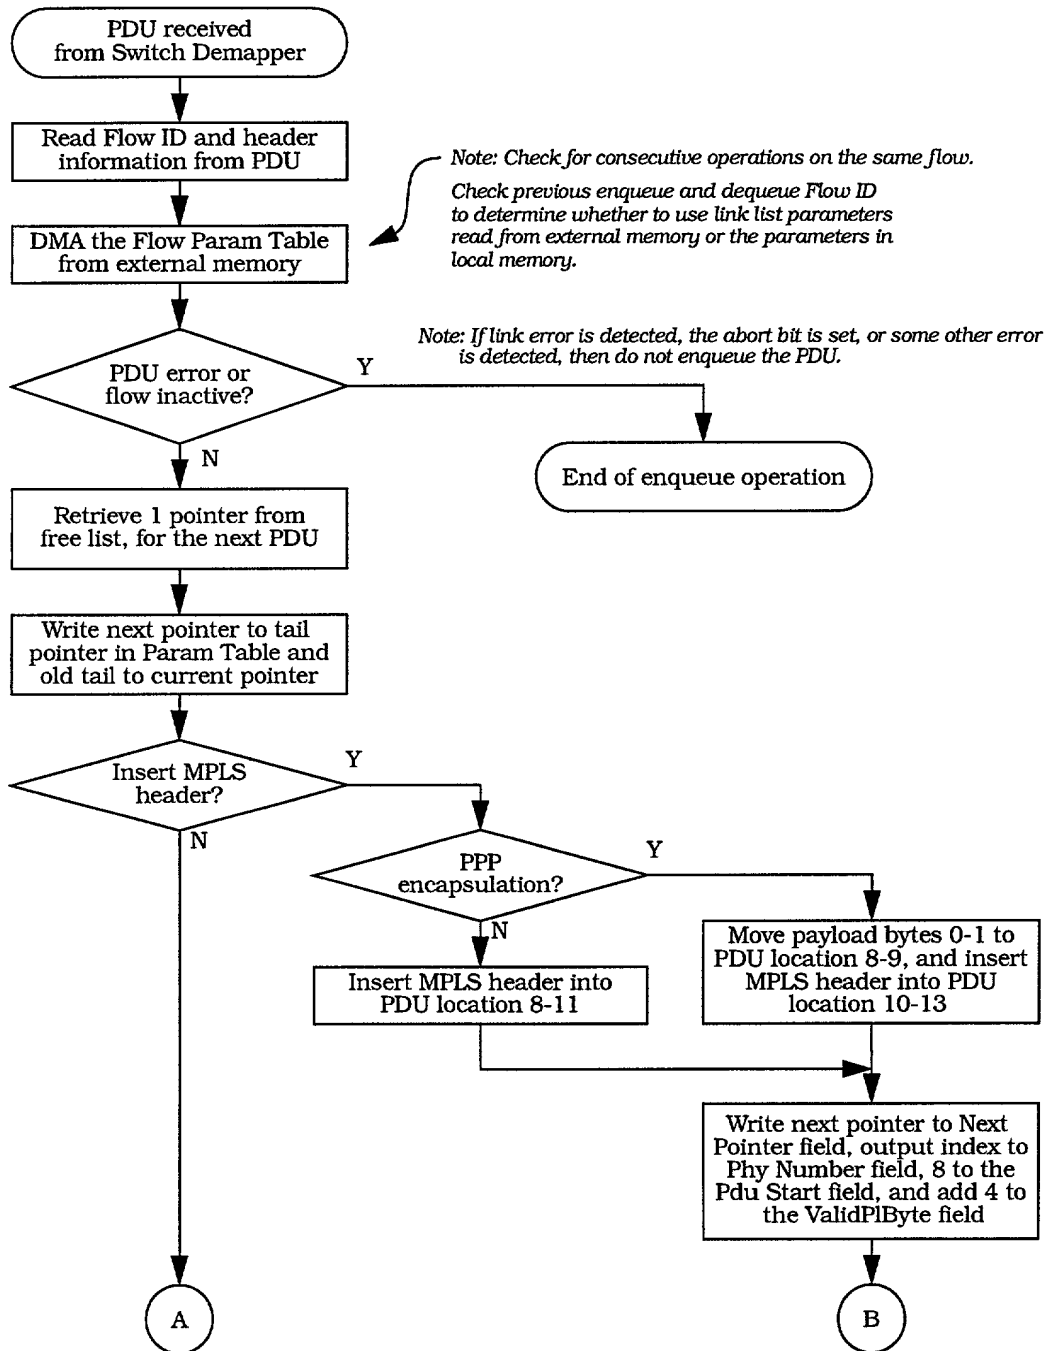 PDU received
from Switch Demapper
Read Flow ID and header
information from PDU
Note: Check for consecutive operations on the same flow.
Check previous enqueue and dequeue Flow ID
to determine whether to use link list parameters
read from external memory or the parameters in
local memory.
DMA the Flow Param Table
from external memory
Note: If link error is detected, the abort bit is set, or some other error
is detected, then do not enqueue the PDU.
PDU error or
flow inactive?
Y
N
End of enqueue operation
Retrieve 1 pointer from
free list, for the next PDU
Write next pointer to tail
pointer in Param Table and
old tail to current pointer
Insert MPLS
header?
Y
N
PPP
encapsulation?
Y
N
Insert MPLS header into
PDU location 8-11
Move payload bytes 0-1 to
PDU location 8-9, and insert
MPLS header into PDU
location 10-13
Write next pointer to Next
Pointer field, output index to
Phy Number field, 8 to the
Pdu Start field, and add 4 to
the ValidPlByte field
A
B